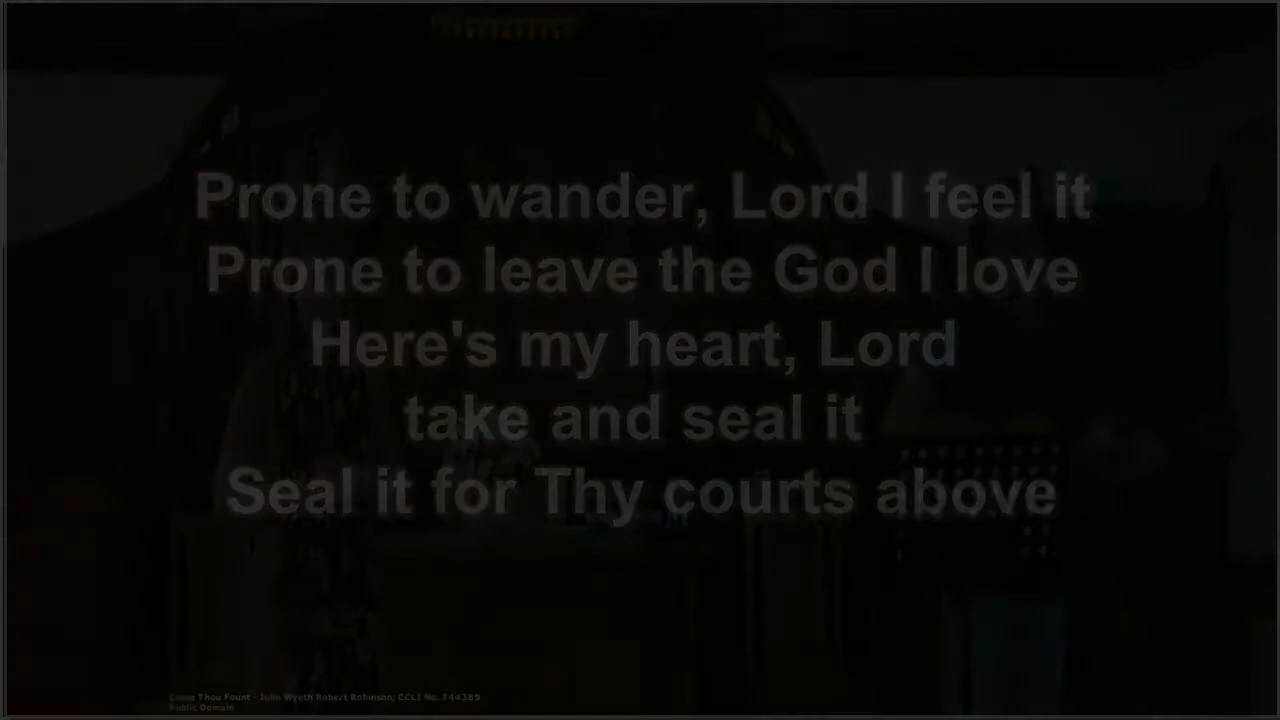 Prone to wander, Lord I feel it
Prone to leave the God I love
Here's my heart, Lord
take and seal it
Seal it for Thy courts above
Come Thou Fount - John Wyeth Robert Robinson; CCLI No. 744389
Public Domain